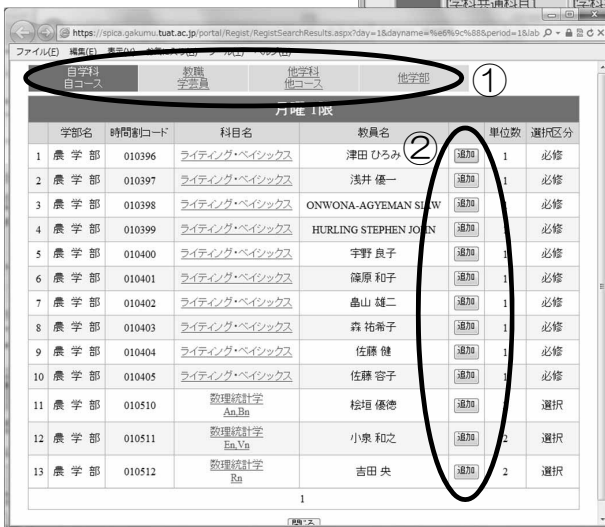 https://spica.gakumu.tuat.ac.jp/portal/Regist/RegistSearchResults.aspx?day=1&dayname=%e6%9c%88&period=1&lab
ファイル(F) 編集(E)
自学科 自コース 教職 学芸員 他学科 他コース 他学部 ①
月曜 1限
学部名 時間割コード 科目名 教員名 ② 単位数 選択区分
1 農 学 部 010396 ライティング・ベイシックス 津田 ひろみ 追加 1 必修
2 農 学 部 010397 ライティング・ベイシックス 浅井 優一 追加 1 必修
3 農 学 部 010398 ライティング・ベイシックス ONWONA-AGYEMAN SIAW 追加 必修
4 農 学 部 010399 ライティング・ベイシックス HURLING STEPHEN JOHN 追加 必修
5 農 学 部 010400 ライティング・ベイシックス 宇野 良子 追加 1 必修
6 農 学 部 010401 ライティング・ベイシックス 篠原 和子 追加 1 必修
7 農 学 部 010402 ライティング・ベイシックス 畠山 雄二 追加 1 必修
8 農 学 部 010403 ライティング・ベイシックス 森 祐希子 追加 1 必修
9 農 学 部 010404 ライティング・ベイシックス 佐藤 健 追加 1 必修
10 農 学 部 010405 ライティング・ベイシックス 佐藤 容子 追加 1 必修
11 農 学 部 010510 数理統計学 An,Bn 桧垣 優徳 追加 選択
12 農 学 部 010511 数理統計学 En,Vn 小泉 和之 追加 2 選択
13 農 学 部 010512 数理統計学 Rn 吉田 央 追加 2 選択
1